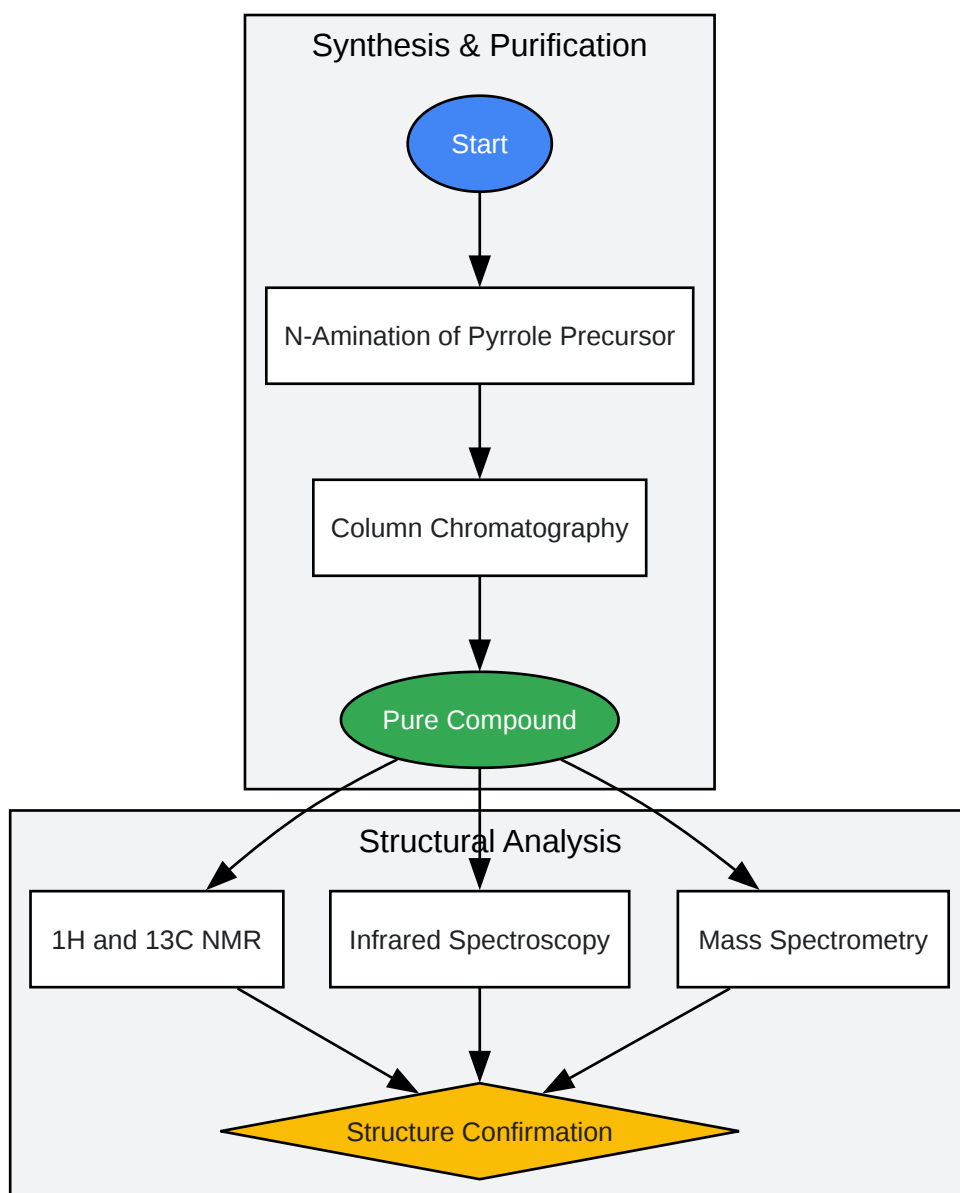 Synthesis & Purification
Start
N-Amination of Pyrrole Precursor
Column Chromatography
Pure Compound
Structural Analysis
1H and 13C NMR
Infrared Spectroscopy
Mass Spectrometry
Structure Confirmation